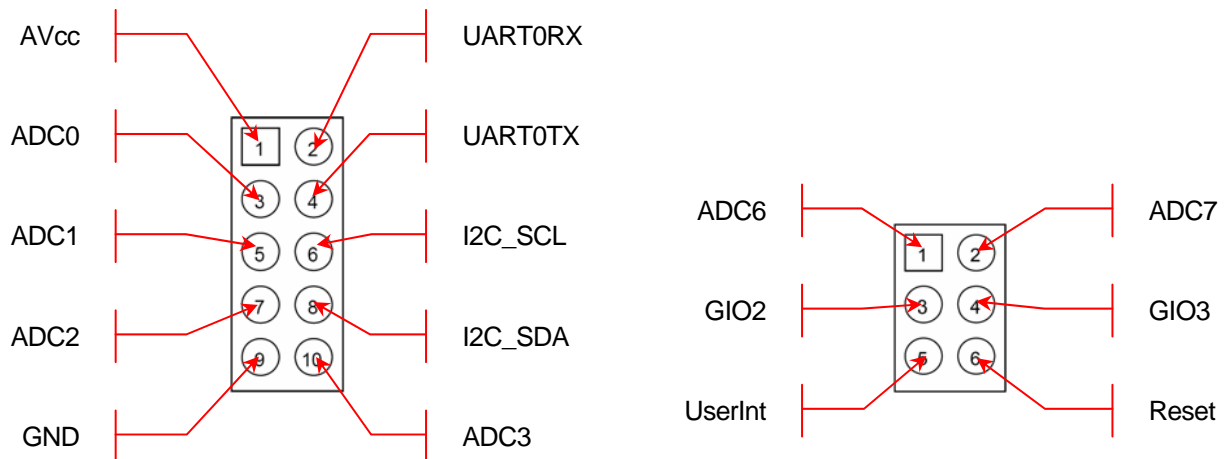 AVcc
UART0RX
1
2
ADC0
UART0TX
3
4
ADC1
5
6
I2C_SCL
7
8
ADC2
I2C_SDA
9
10
GND
ADC3
ADC6
ADC7
1
2
GIO2
3
4
GIO3
5
6
UserInt
Reset